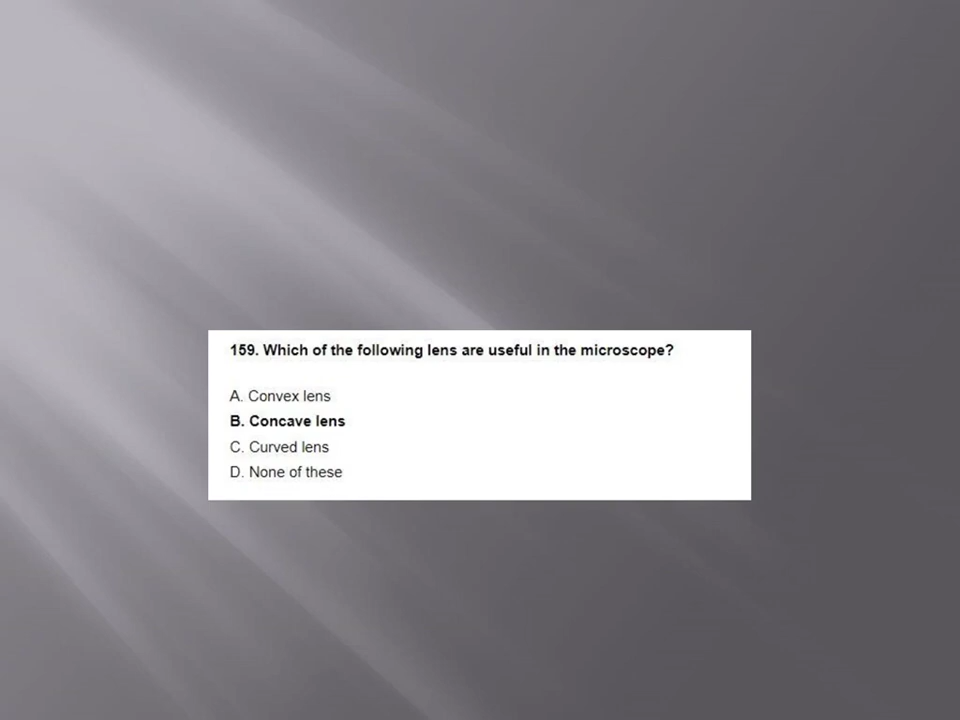 159. Which of the following lens are useful in the microscope?
A. Convex lens
B. Concave lens
C. Curved lens
D. None of these